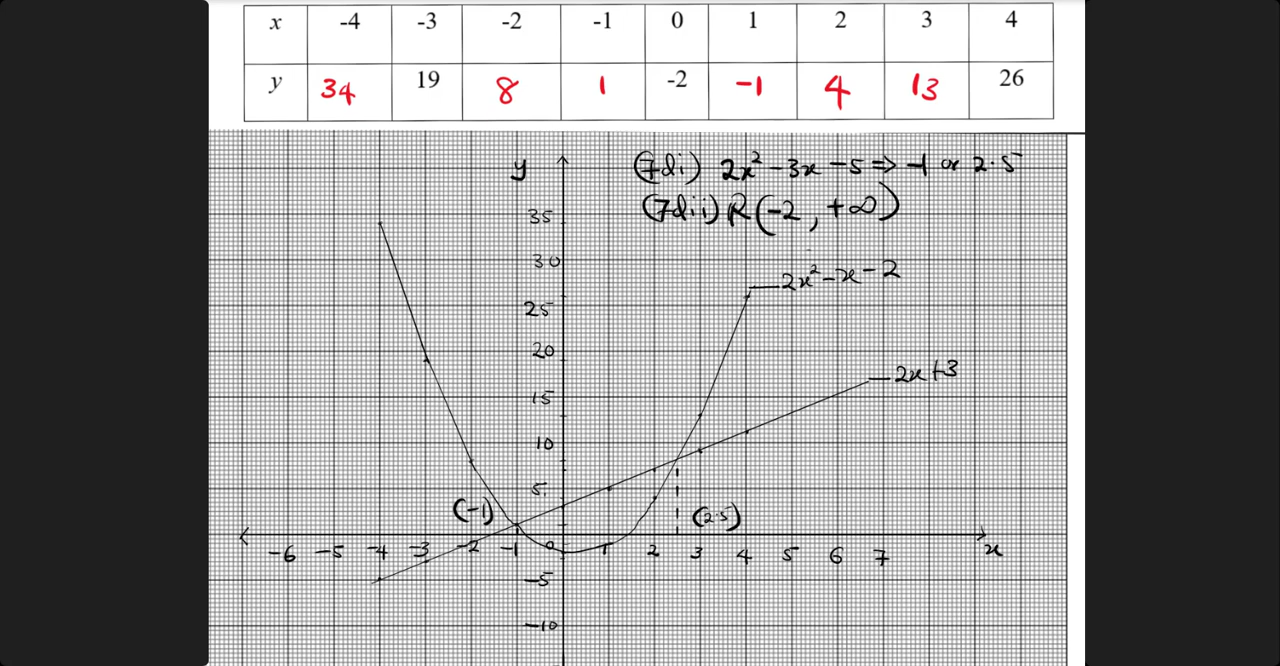 x -4 -3 -2 -1 0 1 2 3 4
y 34 19 8 1 -2 -1 4 13 26
y (7di) 2x² - 3x - 5 ⇒ -1 or 2.5
(7dii) R(-2, +∞)
35
30
2x² - x - 2
25
20
2x+3
15
10
5
(-1) (2.5)
-6 -5 -4 -3 -2 -1 0 1 2 3 4 5 6 7 x
-5
-10